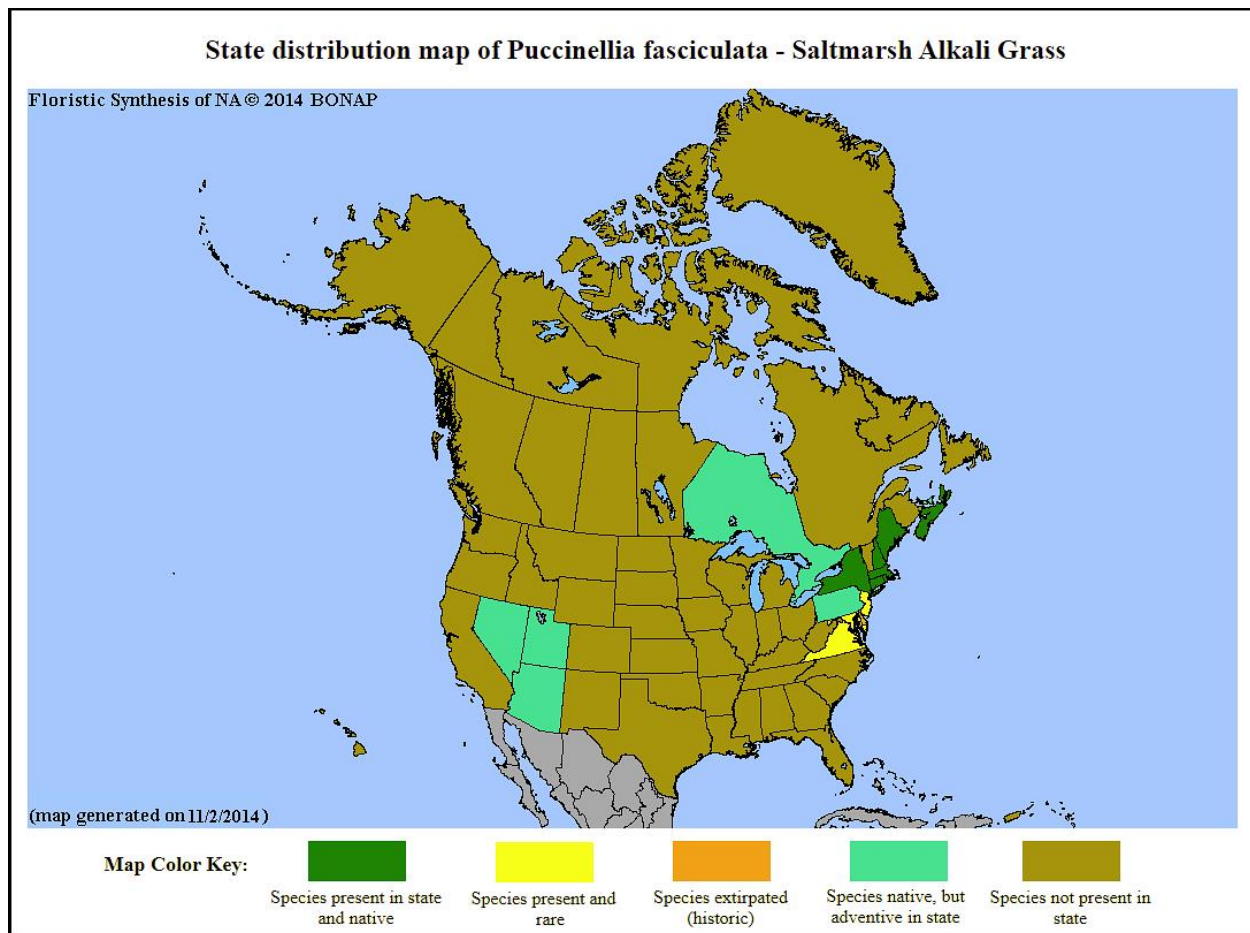 State distribution map of Puccinellia fasciculata - Saltmarsh Alkali Grass
Floristic Synthesis of NA © 2014 BONAP
(map generated on 11/2/2014)
Map Color Key:
Species present in state
and native
Species present and
rare
Species extirpated
(historic)
Species native, but
adventive in state
Species not present in
state